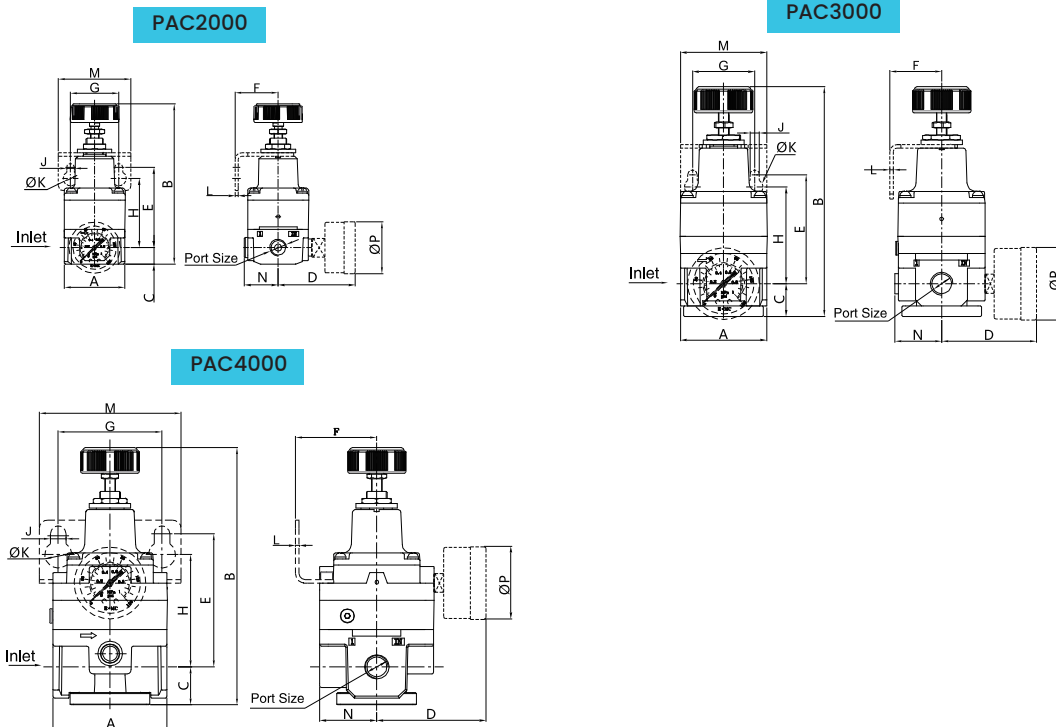 PAC2000
M
G
F
J
ØK
B
E
H
L
Inlet
Port Size
ØP
A
C
N
D
PAC3000
M
G
F
J
ØK
L
B
H
E
Inlet
C
Port Size
ØP
A
N
D
PAC4000
M
G
F
J
L
ØK
B
H
E
ØP
Inlet
C
Port Size
A
N
D